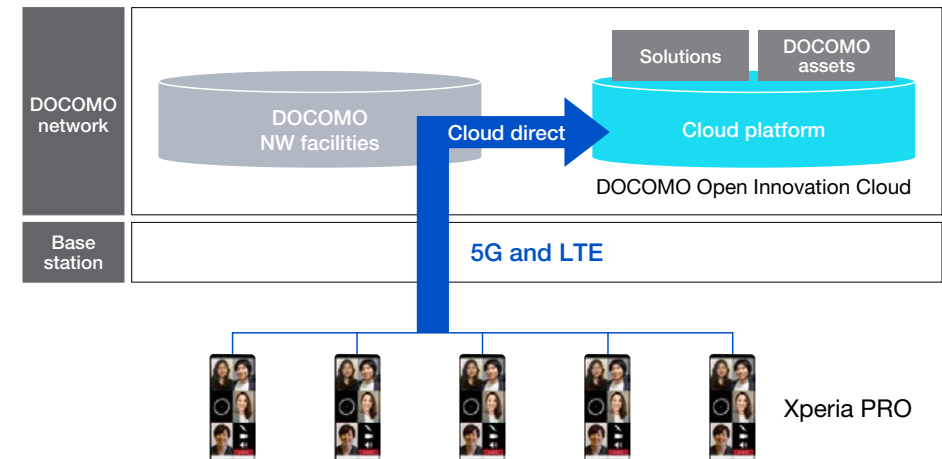 DOCOMO
network
DOCOMO
NW facilities
Cloud direct
Solutions
DOCOMO
assets
Cloud platform
DOCOMO Open Innovation Cloud
Base
station
5G and LTE
Xperia PRO